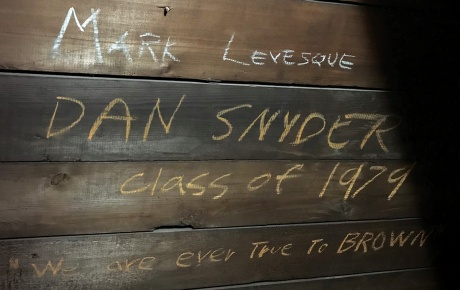 Mark Levesque
DAN SNYDER
class of 1979
"We are ever True To BROWN"